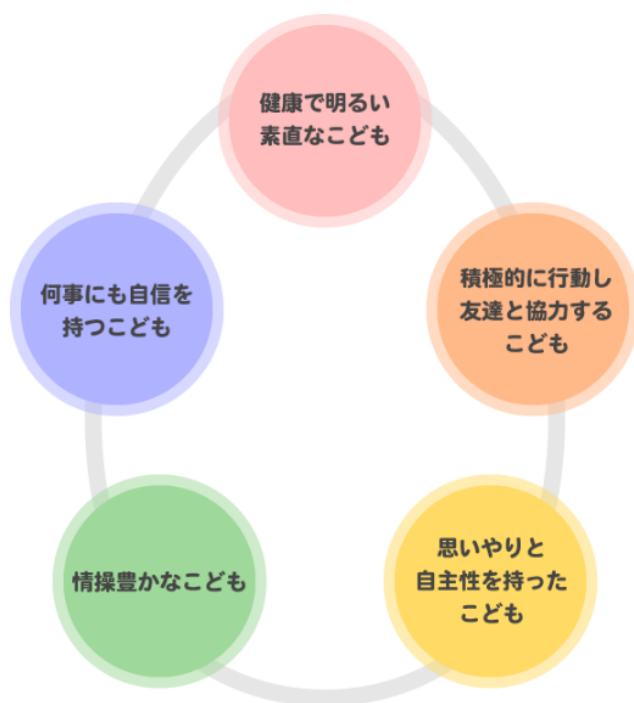 健康で明るい
素直なこども
積極的に行動し
友達と協力する
こども
思いやりと
自主性を持った
こども
情操豊かなこども
何事にも自信を
持つこども